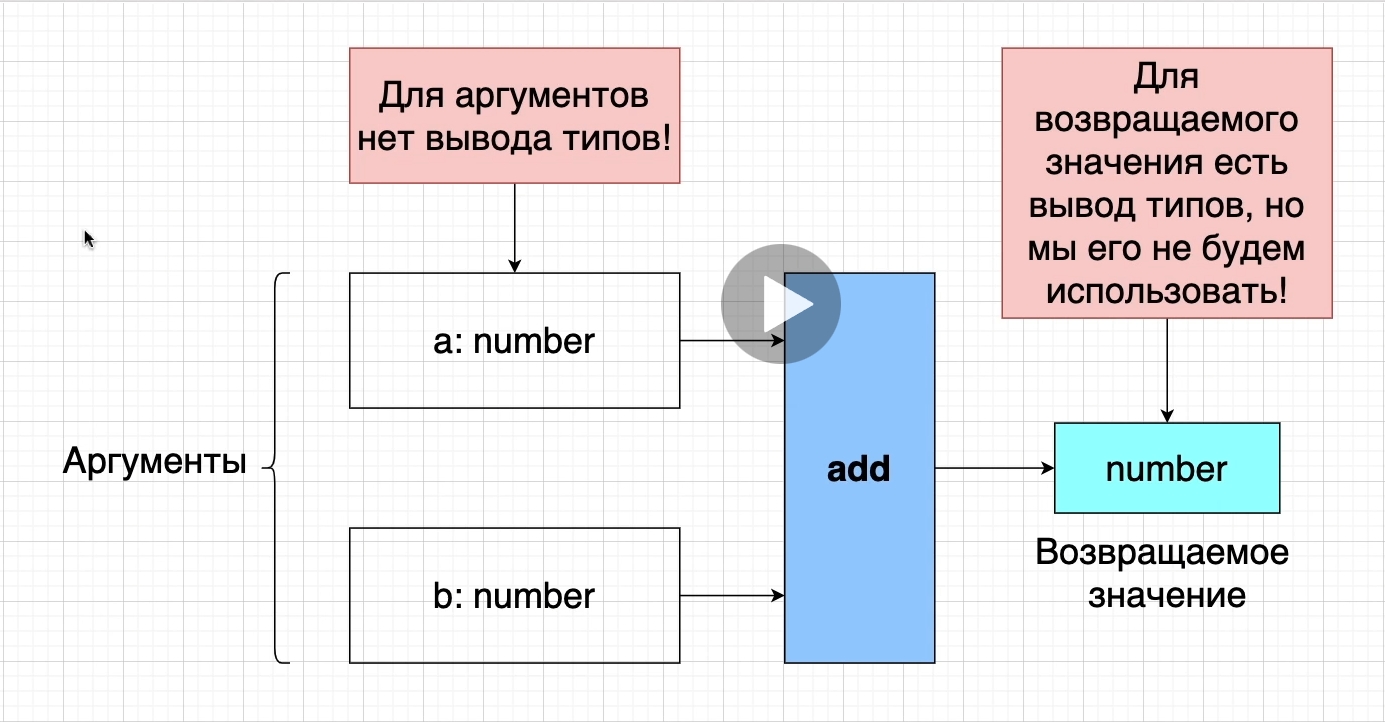 Для аргументов
нет вывода типов!
Для
возвращаемого
значения есть
вывод типов, но
мы его не будем
использовать!
a: number
Аргументы
add
number
b: number
Возвращаемое
значение